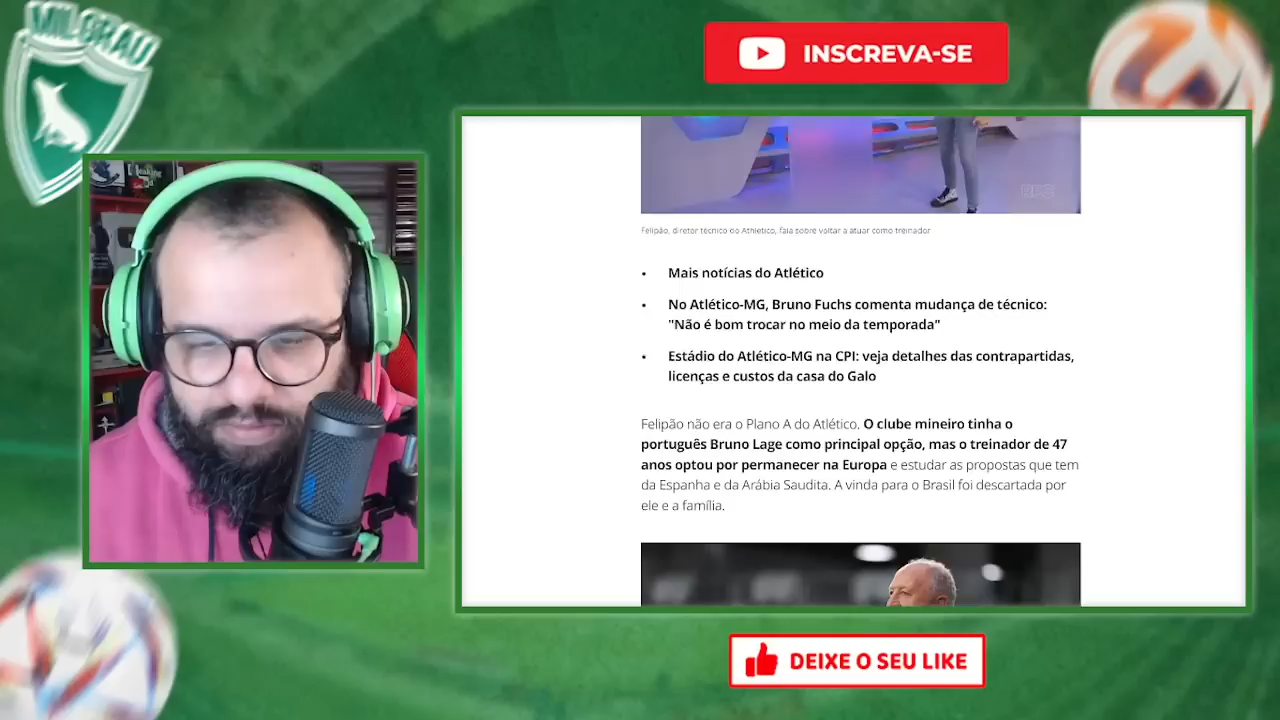 MILGRAU
INSCREVA-SE
RPC
Felipão, diretor técnico do Athletico, fala sobre voltar a atuar como treinador
• Mais notícias do Atlético
• No Atlético-MG, Bruno Fuchs comenta mudança de técnico:
"Não é bom trocar no meio da temporada"
• Estádio do Atlético-MG na CPI: veja detalhes das contrapartidas,
licenças e custos da casa do Galo
Felipão não era o Plano A do Atlético. O clube mineiro tinha o
português Bruno Lage como principal opção, mas o treinador de 47
anos optou por permanecer na Europa e estudar as propostas que tem
da Espanha e da Arábia Saudita. A vinda para o Brasil foi descartada por
ele e a família.
DEIXE O SEU LIKE